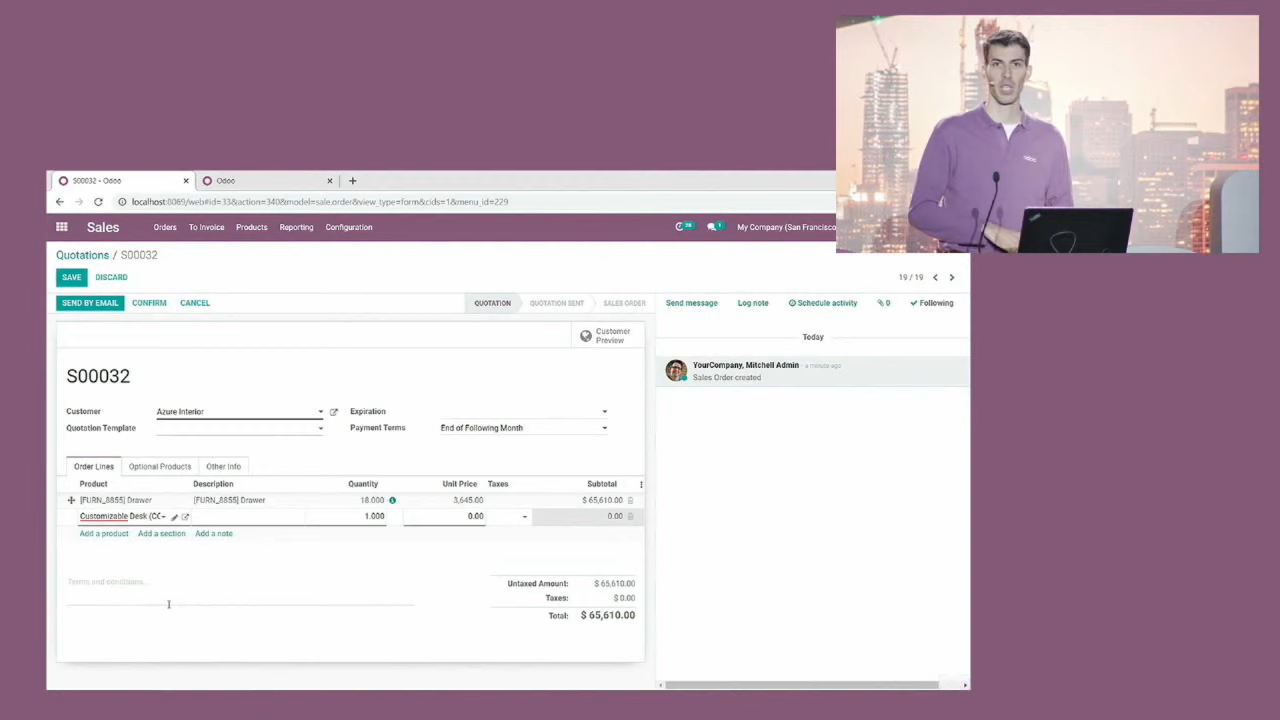 S00032 - Odoo
Odoo
localhost:8069/web#id=33&action=340&model=sale.order&view_type=form&cids=1&menu_id=229
Sales
Orders
To Invoice
Products
Reporting
Configuration
1
My Company (San Francisco
Quotations / S00032
SAVE
DISCARD
19 / 19
SEND BY EMAIL
CONFIRM
CANCEL
QUOTATION
QUOTATION SENT
SALES ORDER
Send message
Log note
Schedule activity
0
Following
Customer
Preview
Today
YourCompany, Mitchell Admin - a minute ago
Sales Order created
S00032
Customer
Azure Interior
Expiration
Quotation Template
Payment Terms
End of Following Month
Order Lines
Optional Products
Other Info
Product
Description
Quantity
Unit Price
Taxes
Subtotal
[FURN_8855] Drawer
[FURN_8855] Drawer
18.000
3,645.00
$ 65,610.00
Customizable Desk (CC
1.000
0.00
0.00
Add a product
Add a section
Add a note
Terms and conditions...
Untaxed Amount:
$ 65,610.00
Taxes:
$ 0.00
Total:
$ 65,610.00